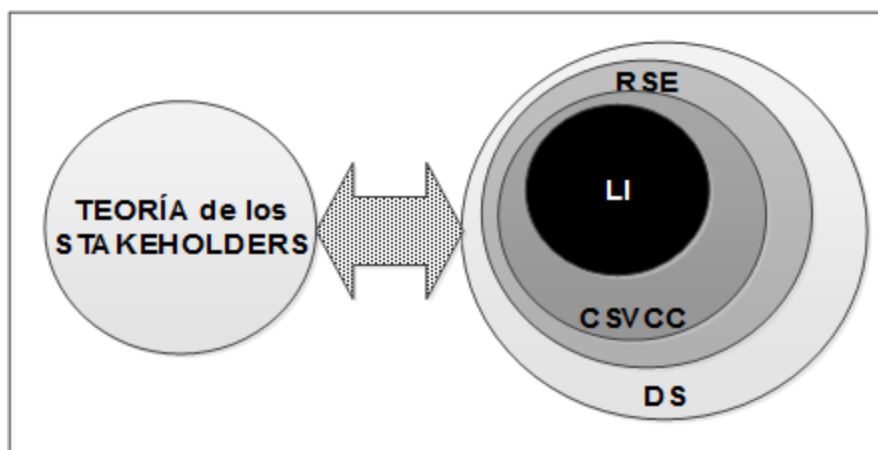 TEORÍA de los
STAKEHOLDERS
RSE
LI
CSVCC
DS